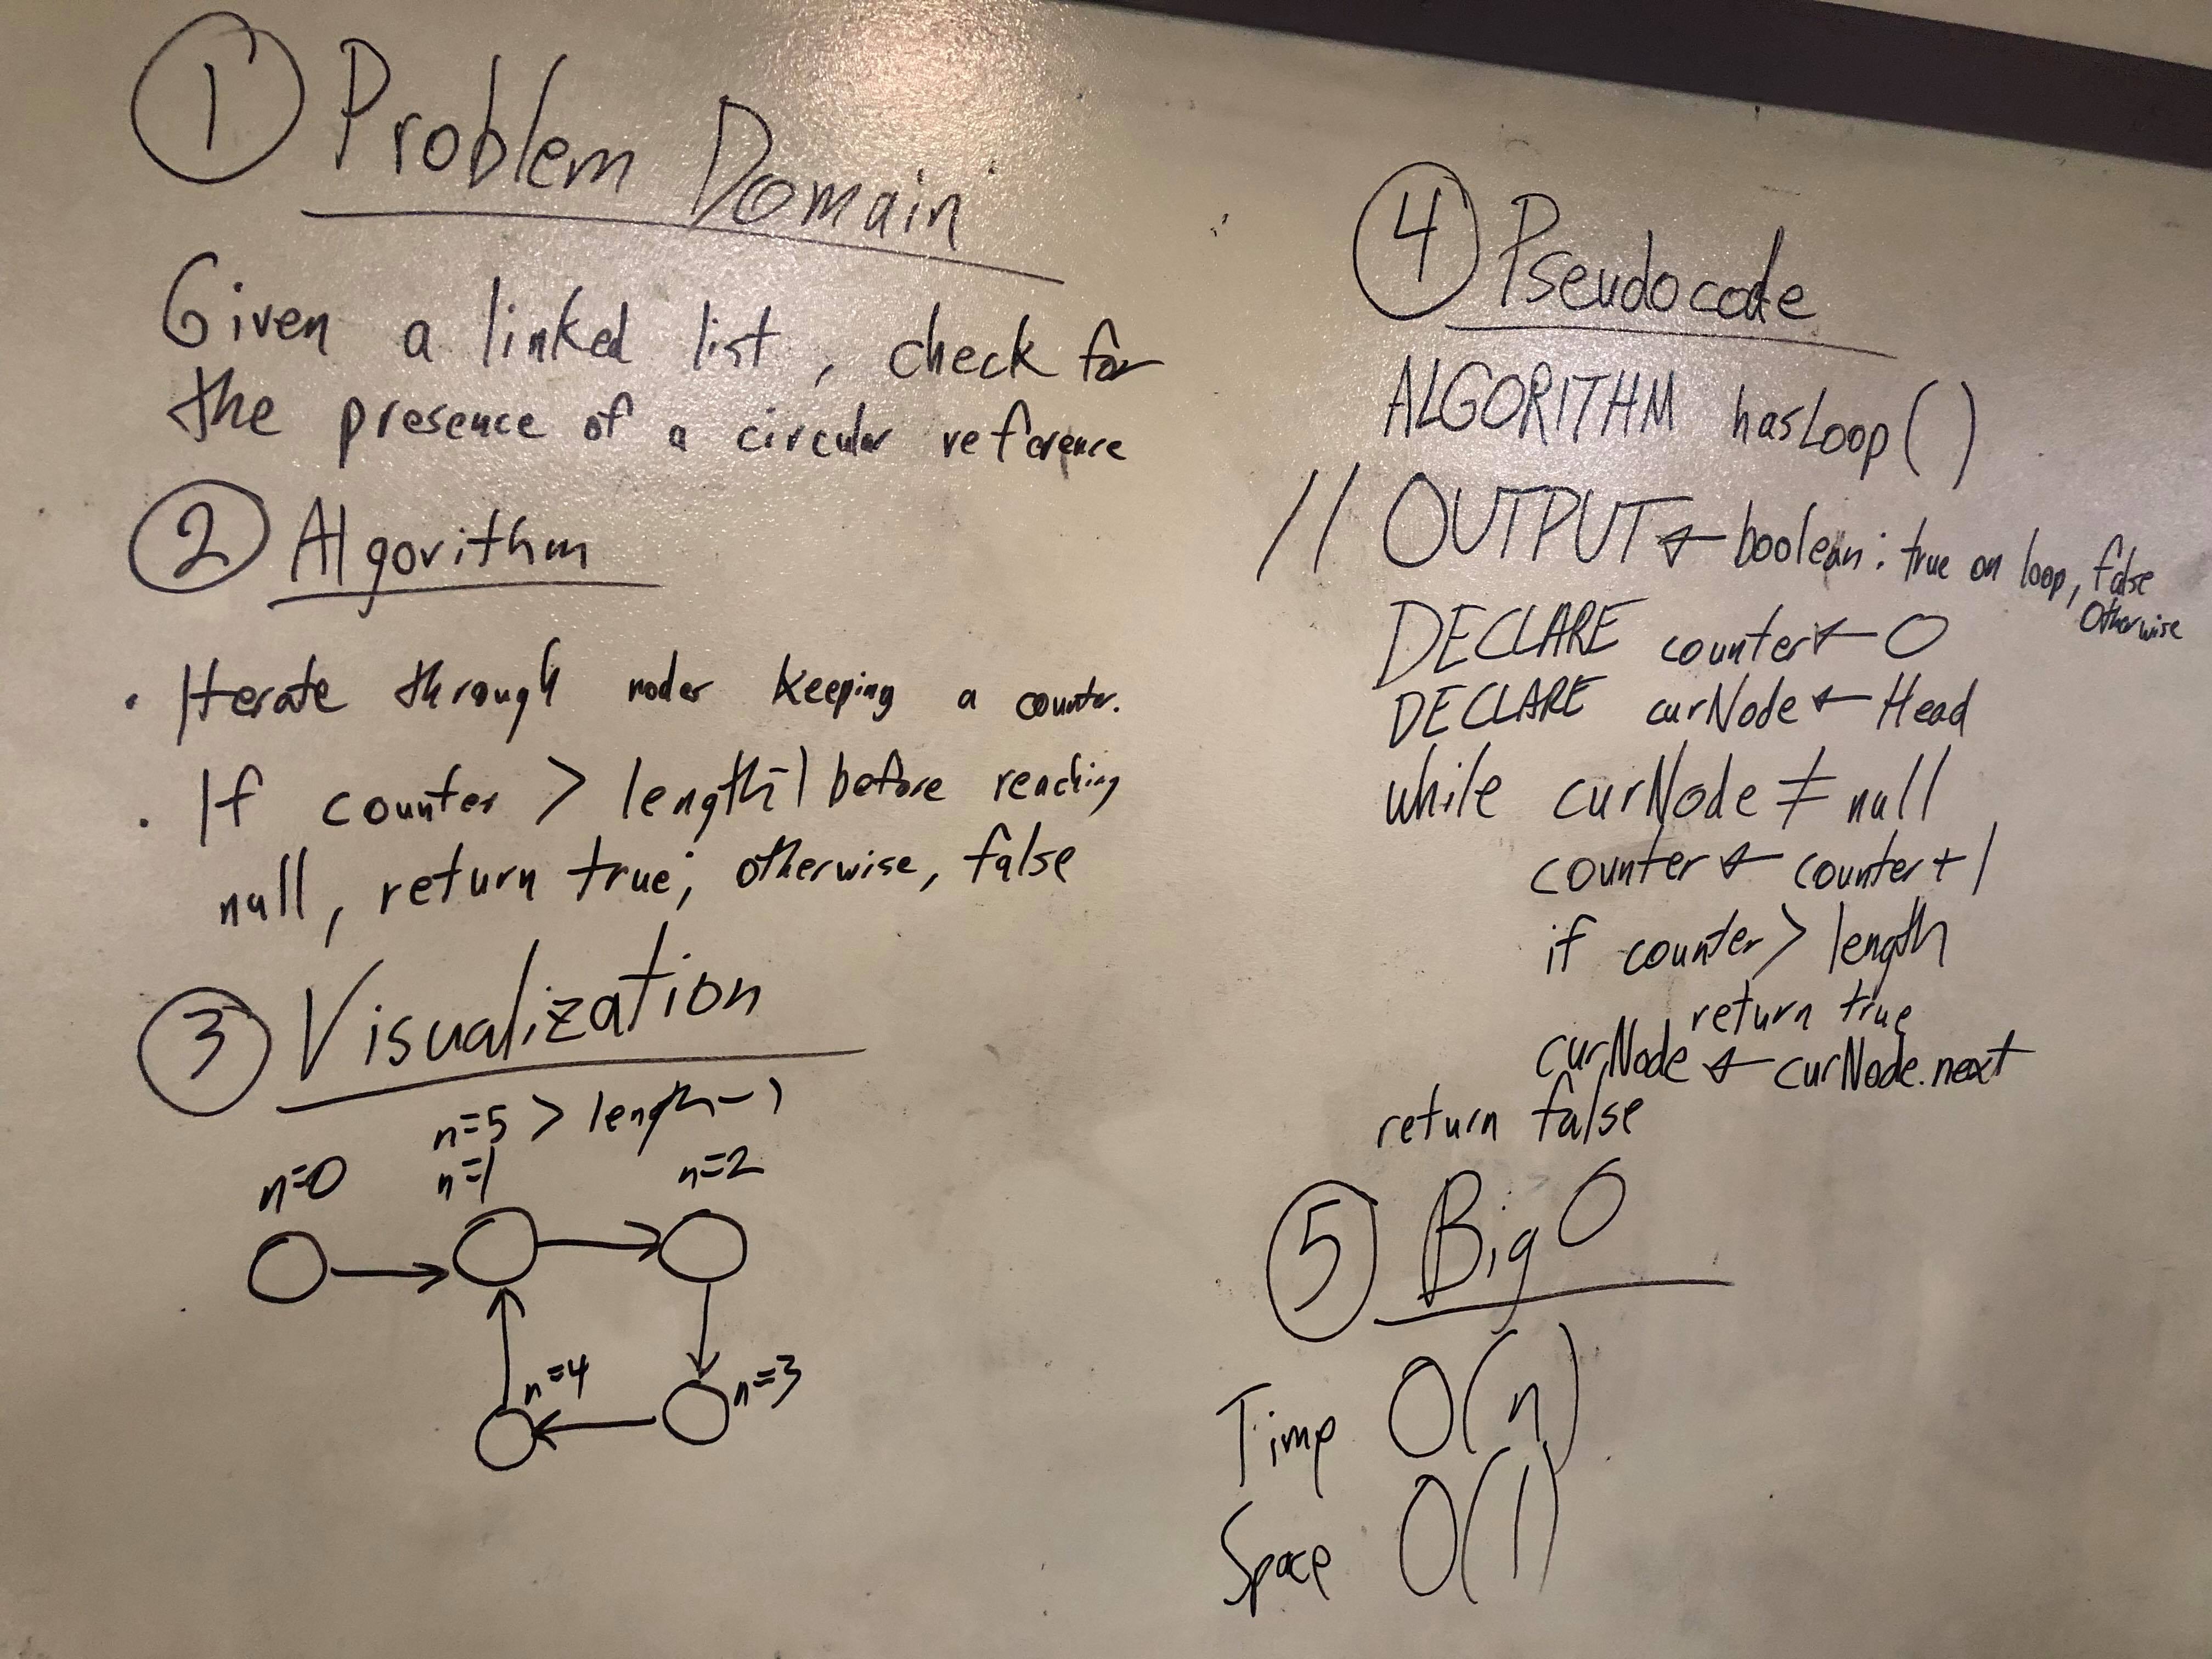 ① Problem Domain
Given a linked list, check for
the presence of a circular reference
② Algorithm
• Iterate through nodes keeping a counter.
• If counter > length-1 before reaching
null, return true; otherwise, false
③ Visualization
n=5 > length-1
n=0 n=1 n=2
n=4 n=3
④ Pseudocode
ALGORITHM hasLoop()
// OUTPUT ← boolean: true on loop, false
otherwise
DECLARE counter ← 0
DECLARE curNode ← Head
while curNode ≠ null
counter ← counter + 1
if counter > length
return true
curNode ← curNode.next
return false
⑤ Big O
Time O(n)
Space O(1)